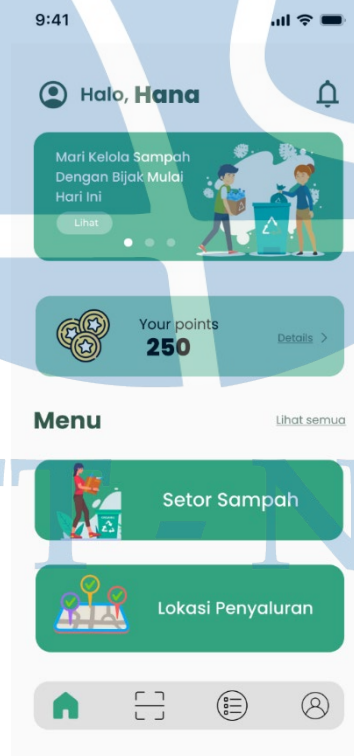 9:41
Halo, Hana
Mari Kelola Sampah
Dengan Bijak Mulai
Hari Ini
Lihat
Your points
250
Details >
Menu
Lihat semua
Setor Sampah
Lokasi Penyaluran